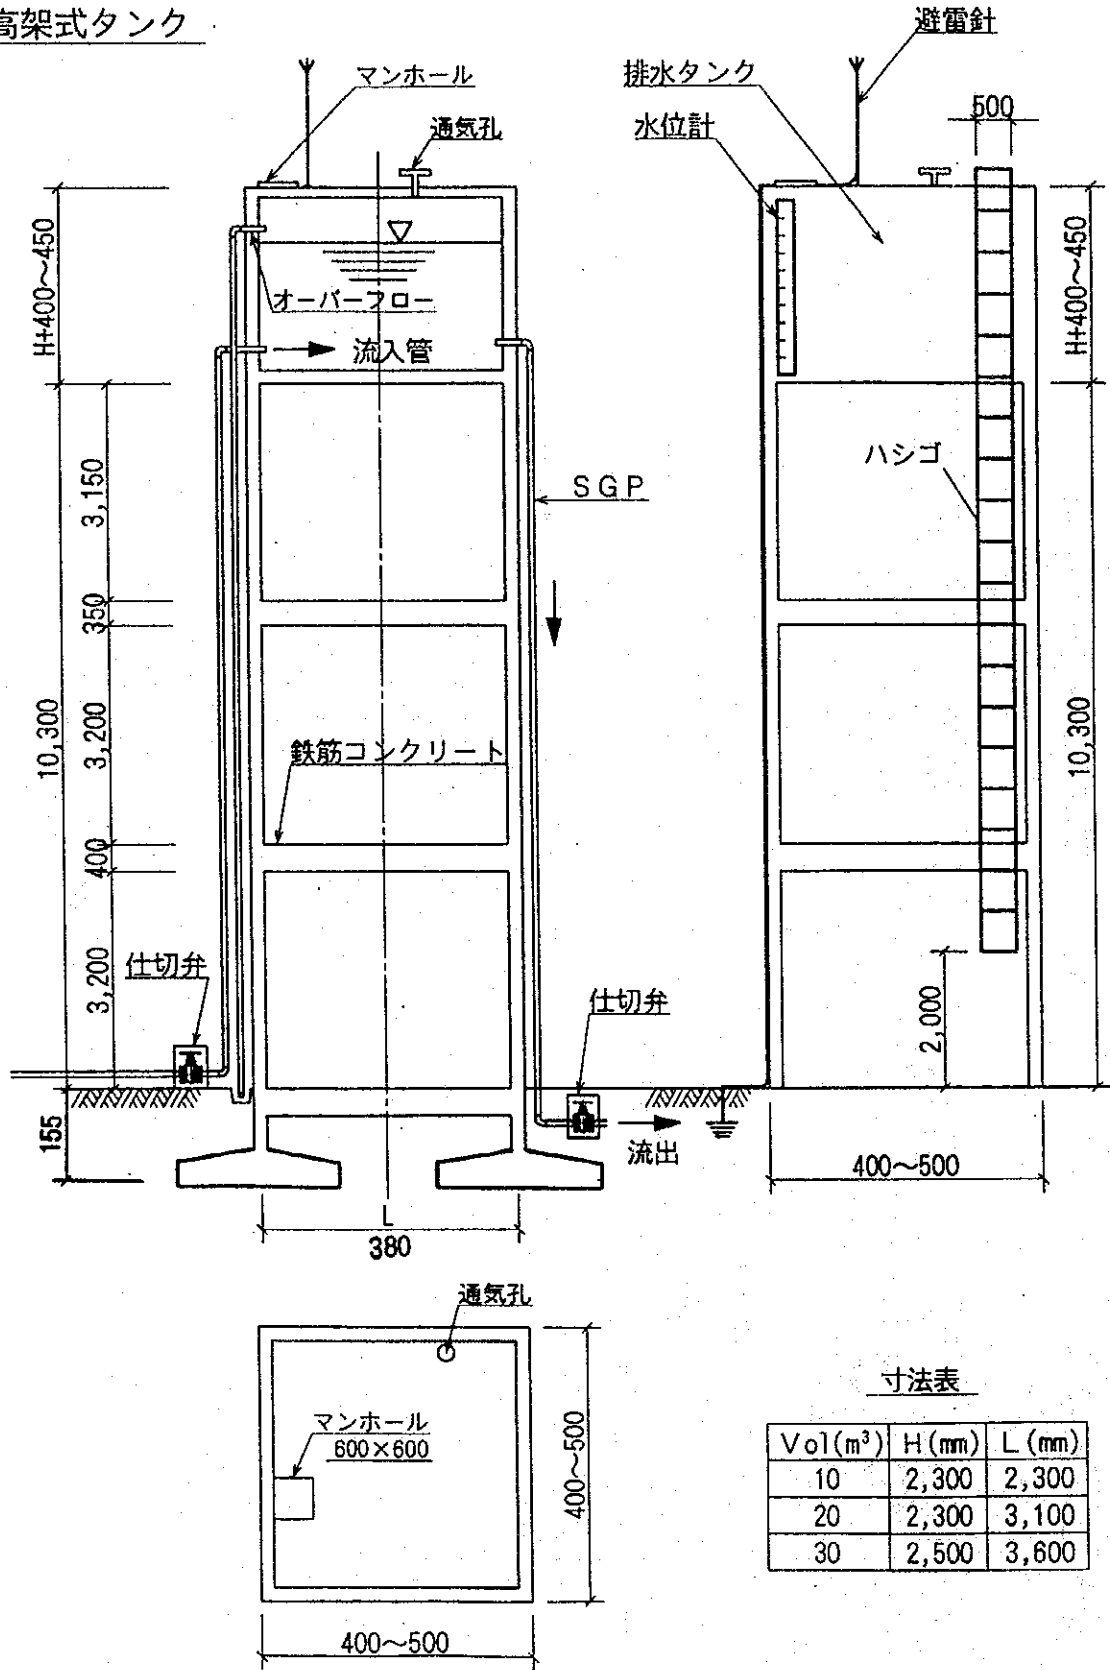 高架式タンク
避雷針
マンホール
排水タンク
通気孔
水位計
500
H+400~450
オーバーフロー
流入管
H+400~450
ハシゴ
3,150
SGP
350
10,300
3,200
鉄筋コンクリート
10,300
400
3,200
仕切弁
仕切弁
2,000
155
流出
400~500
L
380
通気孔
マンホール
600×600
400~500
400~500
寸法表
Vol(m³) H(mm) L(mm)
10 2,300 2,300
20 2,300 3,100
30 2,500 3,600